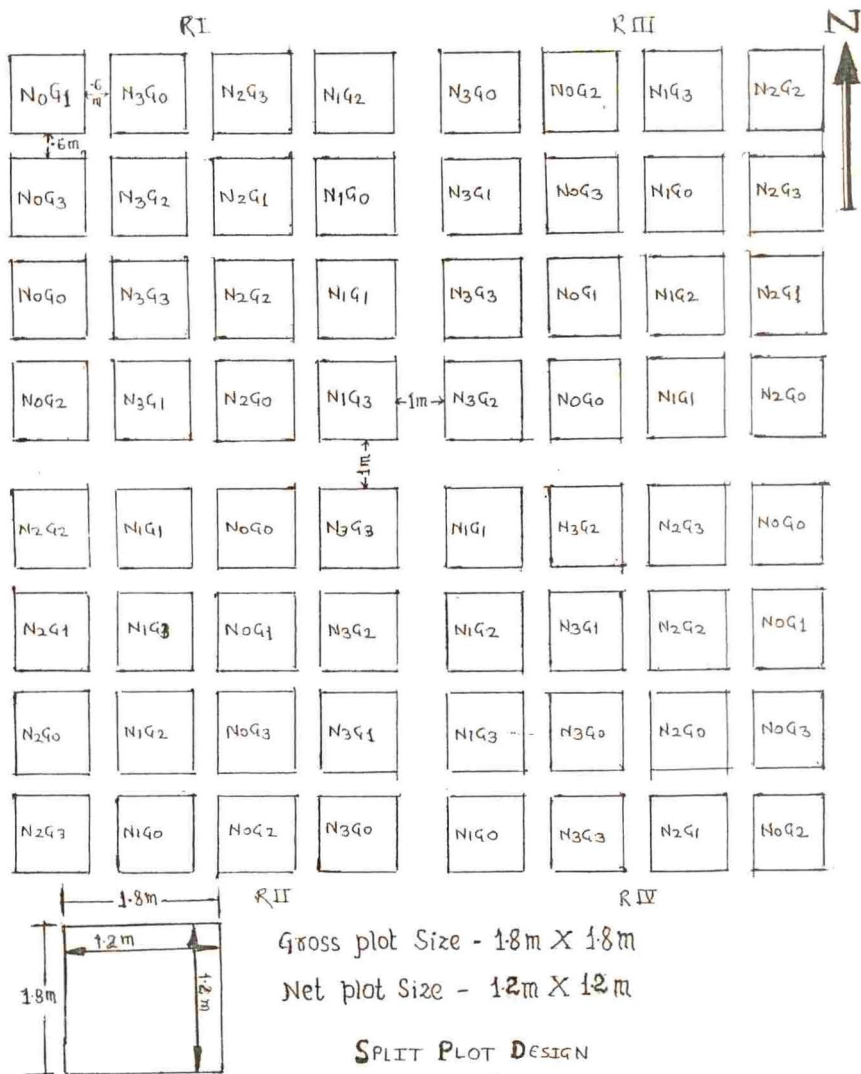 RI RIII N
N0G1 .6 m N3G0 N2G3 N1G2 N3G0 N0G2 N1G3 N2G2
.6m
N0G3 N3G2 N2G1 N1G0 N3G1 N0G3 N1G0 N2G3
N0G0 N3G3 N2G2 N1G1 N3G3 N0G1 N1G2 N2G1
N0G2 N3G1 N2G0 N1G3 1m N3G2 N0G0 N1G1 N2G0
1m
N2G2 N1G1 N0G0 N3G3 N1G1 N3G2 N2G3 N0G0
N2G1 N1G3 N0G1 N3G2 N1G2 N3G1 N2G2 N0G1
N2G0 N1G2 N0G3 N3G1 N1G3 N3G0 N2G0 N0G3
N2G3 N1G0 N0G2 N3G0 N1G0 N3G3 N2G1 N0G2
1.8m RII RIV
1.2m
1.8m
1.2m
Gross plot Size - 1.8m X 1.8m
Net plot Size - 1.2m X 1.2m
SPLIT PLOT DESIGN